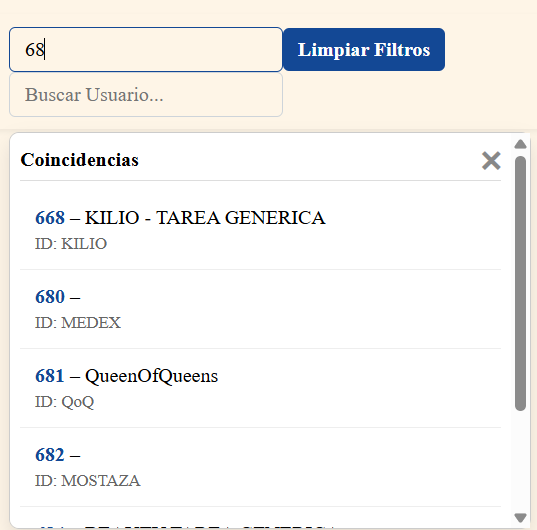 68
Limpiar Filtros
Buscar Usuario...
Coincidencias
668 – KILIO - TAREA GENERICA
ID: KILIO
680 –
ID: MEDEX
681 – QueenOfQueens
ID: QoQ
682 –
ID: MOSTAZA